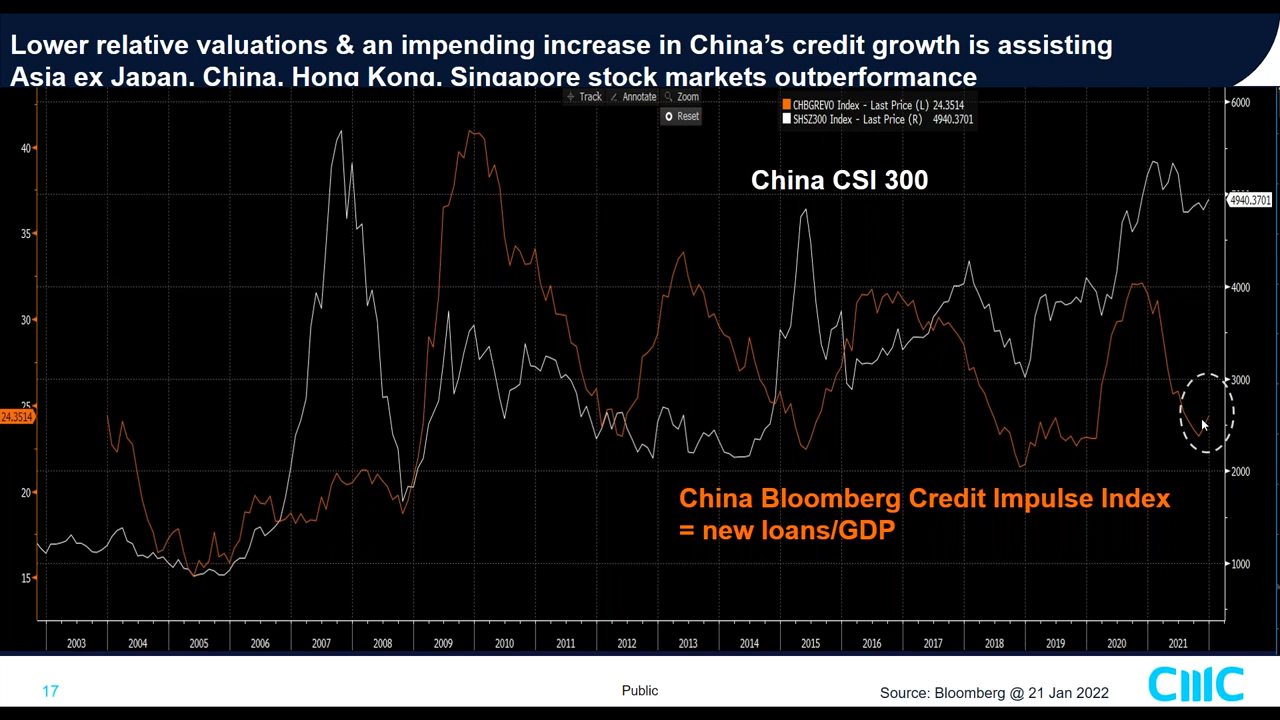 Lower relative valuations & an impending increase in China's credit growth is assisting
Asia ex Japan, China, Hong Kong, Singapore stock markets outperformance
Track Annotate Zoom
Reset
CHBGREVO Index - Last Price (L) 24.3514
SHSZ300 Index - Last Price (R) 4940.3701
6000
40
China CSI 300
4940.3701
35
4000
30
3000
25
24.3514
2000
20
China Bloomberg Credit Impulse Index
= new loans/GDP
1000
15
2003 2004 2005 2006 2007 2008 2009 2010 2011 2012 2013 2014 2015 2016 2017 2018 2019 2020 2021
17
Public
Source: Bloomberg @ 21 Jan 2022
CMC